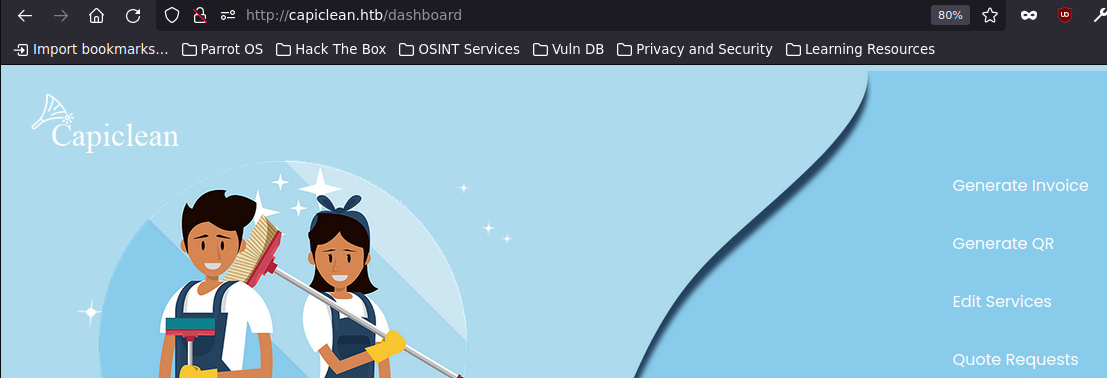 http://capiclean.htb/dashboard
80%
Import bookmarks... Parrot OS Hack The Box OSINT Services Vuln DB Privacy and Security Learning Resources
Capiclean
Generate Invoice
Generate QR
Edit Services
Quote Requests